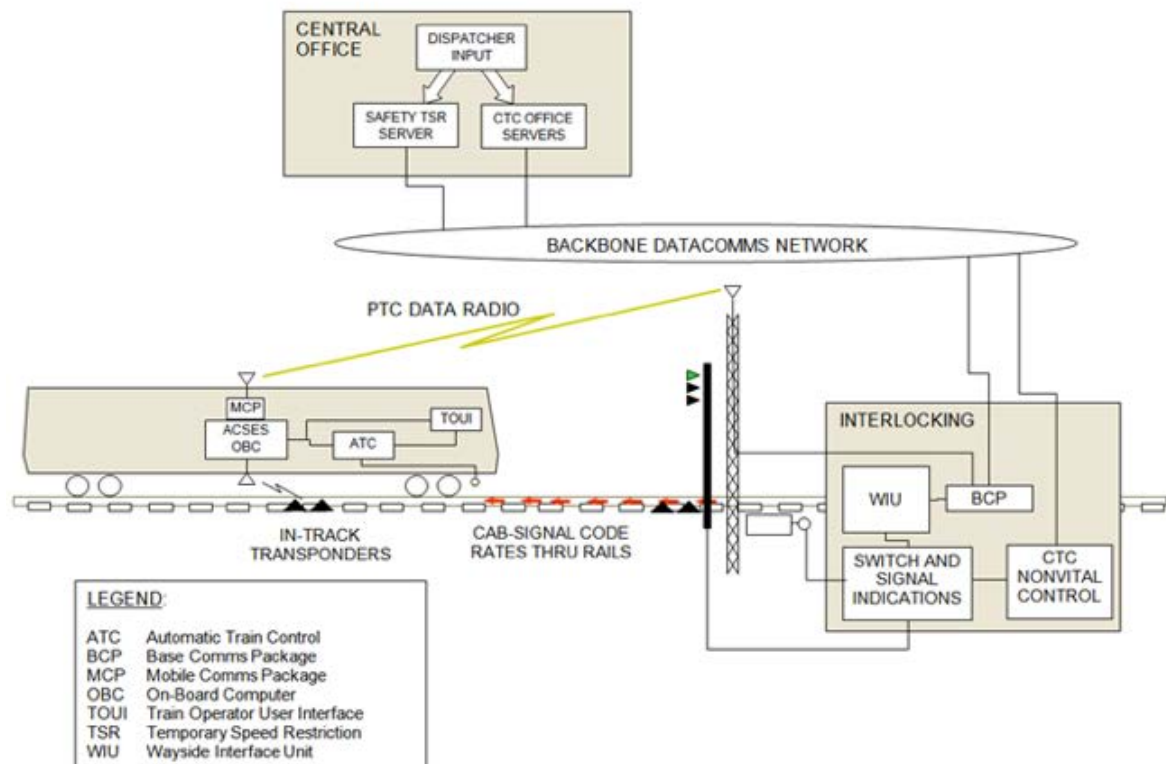 CENTRAL
OFFICE
DISPATCHER
INPUT
SAFETY TSR
SERVER
CTC OFFICE
SERVERS
BACKBONE DATACOMMS NETWORK
PTC DATA RADIO
MCP
ACSES
OBC
ATC
TOUI
INTERLOCKING
WIU
BCP
SWITCH AND
SIGNAL
INDICATIONS
CTC
NONVITAL
CONTROL
IN-TRACK
TRANSPONDERS
CAB-SIGNAL CODE
RATES THRU RAILS
LEGEND:
ATC Automatic Train Control
BCP Base Comms Package
MCP Mobile Comms Package
OBC On-Board Computer
TOUI Train Operator User Interface
TSR Temporary Speed Restriction
WIU Wayside Interface Unit